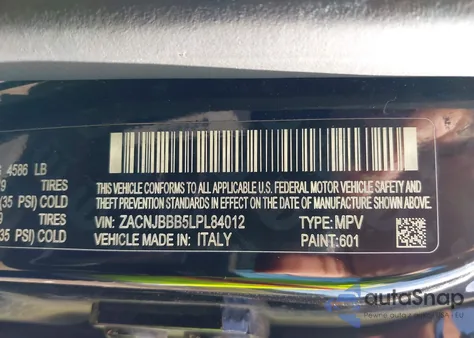 4586 LB
TIRES
(35 PSI) COLD
TIRES
35 PSI) COLD
THIS VEHICLE CONFORMS TO ALL APPLICABLE U.S. FEDERAL MOTOR VEHICLE SAFETY
AND THEFT PREVENTION STANDARDS IN EFFECT ON THE DATE OF MANUFACTURE SHOWN ABOVE.
VIN: ZACNJBBB5LPL84012 TYPE: MPV
VEHICLE MADE IN: ITALY PAINT: 601
autoSnap